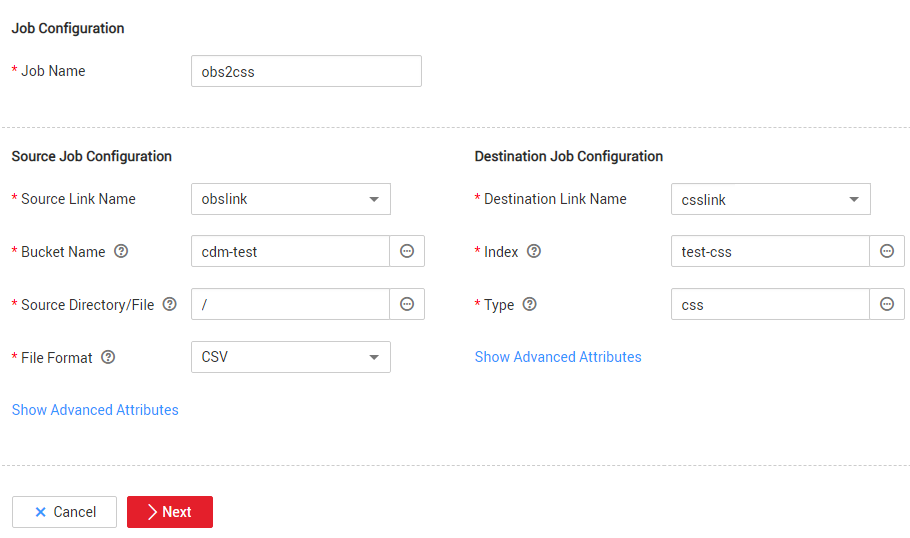 Job Configuration
* Job Name obs2css
Source Job Configuration
* Source Link Name obslink
* Bucket Name cdm-test
* Source Directory/File /
* File Format CSV
Show Advanced Attributes
Destination Job Configuration
* Destination Link Name csslink
* Index test-css
* Type css
Show Advanced Attributes
Cancel
Next